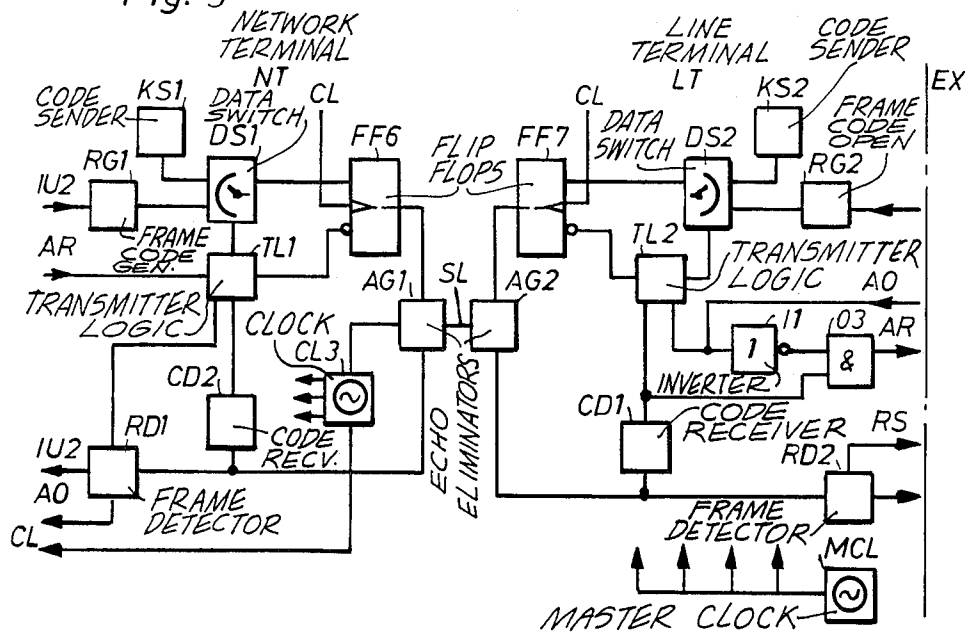 Fig. 3
NETWORK
TERMINAL
NT
LINE
TERMINAL
LT
CODE
SENDER
EX
CODE
SENDER
KS1
DATA
SWITCH
DS1
CL
FF6
FLIP
FLOPS
FF7
CL
DATA
SWITCH
DS2
KS2
FRAME
CODE
OPEN
RG1
RG2
IU2
FRAME
CODE
GEN.
AR
TL1
TL2
TRANSMITTER
LOGIC
TRANSMITTER
LOGIC
AG1
SL
AG2
AO
CLOCK
CL3
I1
O3
AR
1
&
INVERTER
CD2
CODE
RECV.
ECHO
ELIMINATORS
CD1
CODE
RECEIVER
RS
RD1
RD2
IU2
AO
FRAME
DETECTOR
FRAME
DETECTOR
CL
MCL
MASTER CLOCK